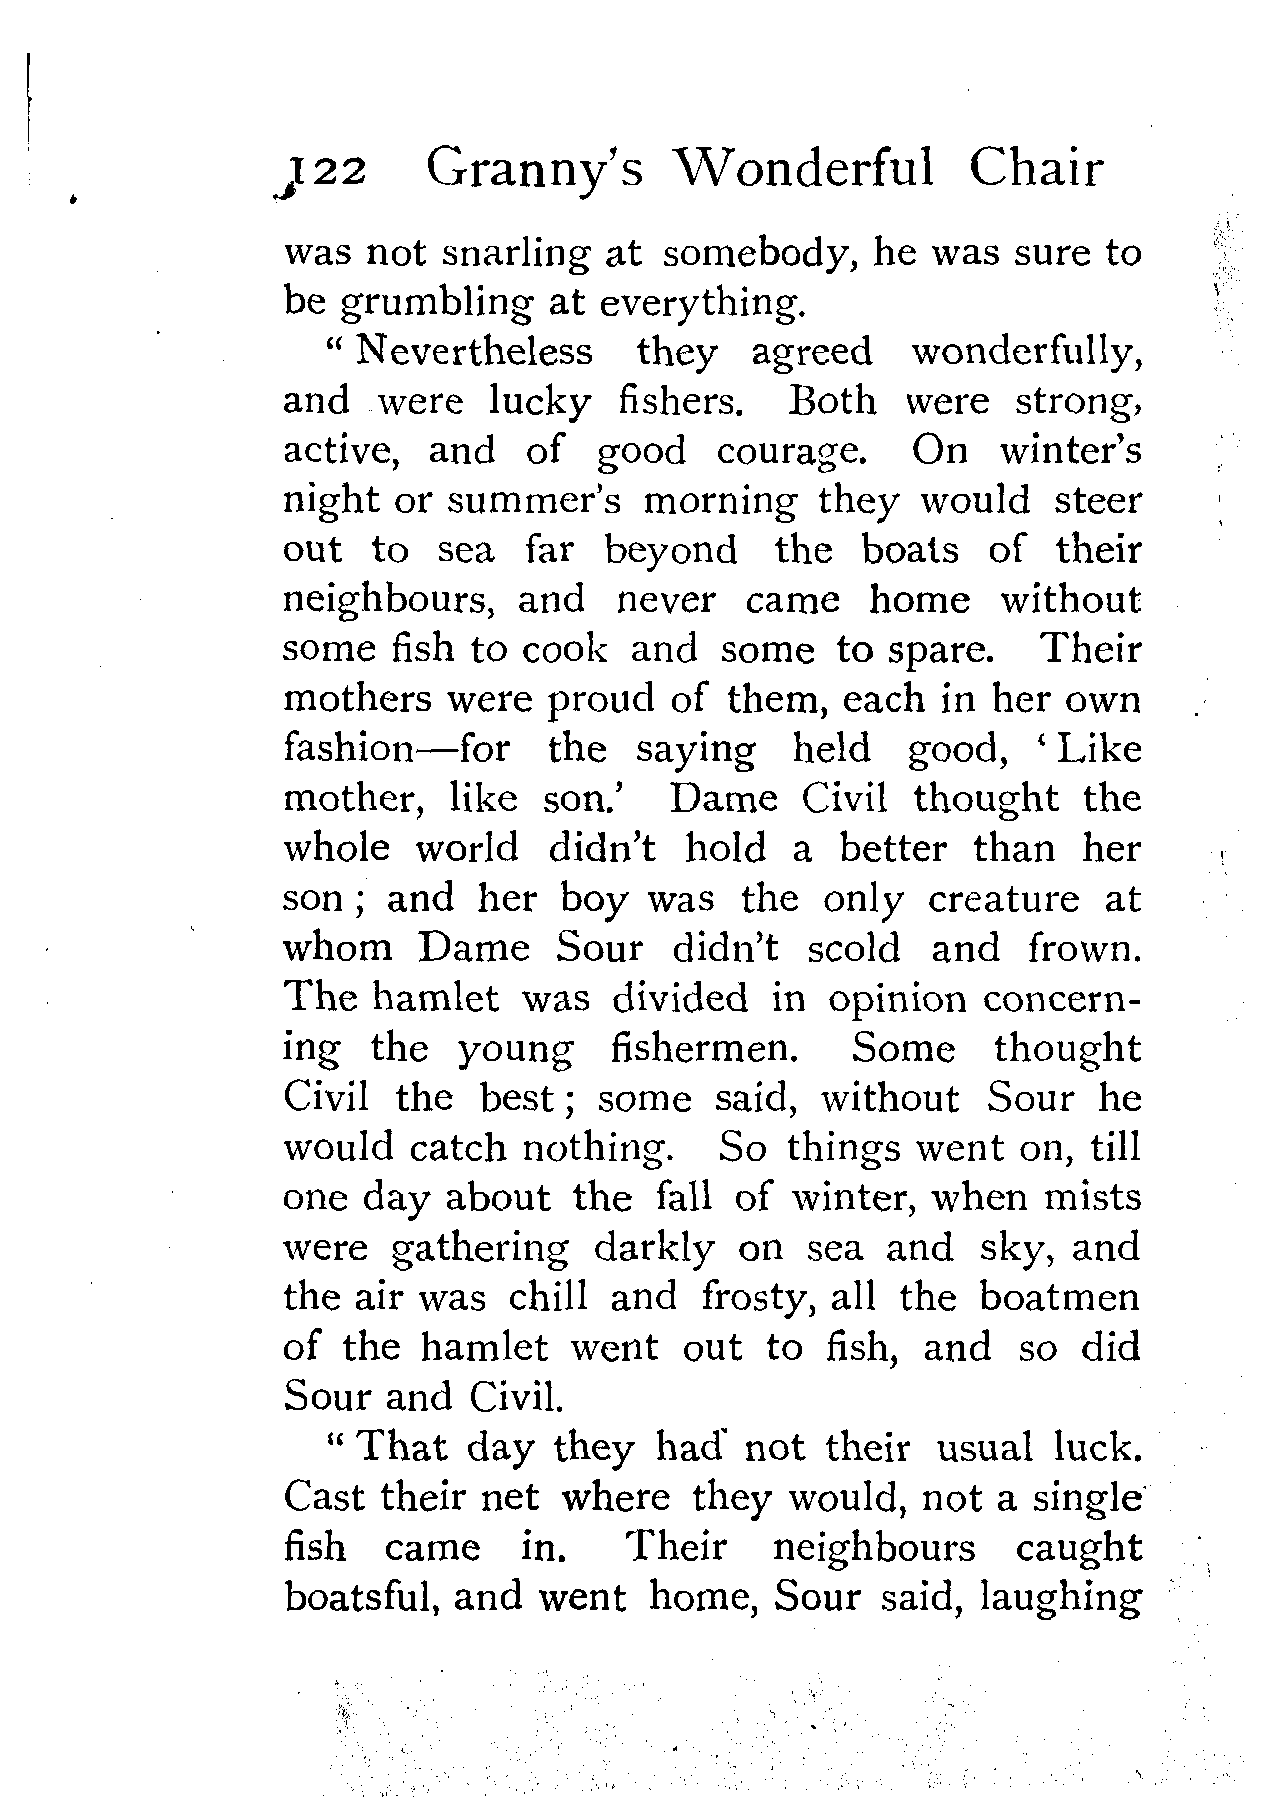 122 Granny's Wonderful Chair
was not snarling at somebody, he was sure to
be grumbling at everything.
“ Nevertheless they agreed wonderfully,
and were lucky fishers. Both were strong,
active, and of good courage. On winter's
night or summer's morning they would steer
out to sea far beyond the boats of their
neighbours, and never came home without
some fish to cook and some to spare. Their
mothers were proud of them, each in her own
fashion—for the saying held good, ‘ Like
mother, like son.’ Dame Civil thought the
whole world didn't hold a better than her
son ; and her boy was the only creature at
whom Dame Sour didn't scold and frown.
The hamlet was divided in opinion concern-
ing the young fishermen. Some thought
Civil the best ; some said, without Sour he
would catch nothing. So things went on, till
one day about the fall of winter, when mists
were gathering darkly on sea and sky, and
the air was chill and frosty, all the boatmen
of the hamlet went out to fish, and so did
Sour and Civil.
“ That day they had not their usual luck.
Cast their net where they would, not a single
fish came in. Their neighbours caught
boatsful, and went home, Sour said, laughing